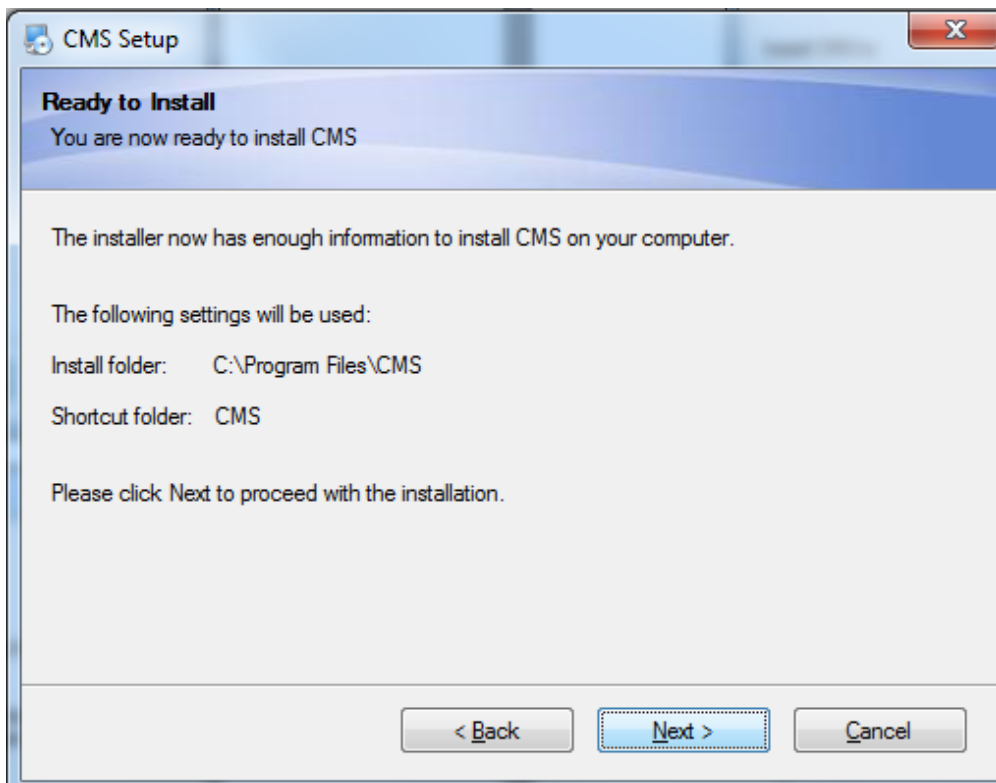 CMS Setup
Ready to Install
You are now ready to install CMS
The installer now has enough information to install CMS on your computer.
The following settings will be used:
Install folder: C:\Program Files\CMS
Shortcut folder: CMS
Please click Next to proceed with the installation.
< Back Next > Cancel